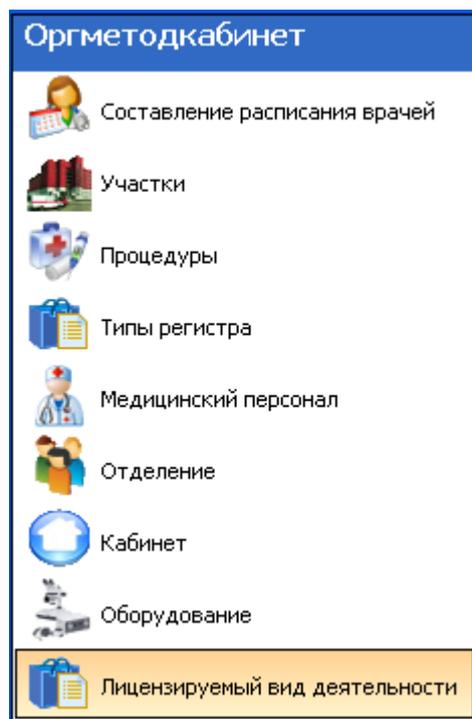 Оргметодкабинет
Составление расписания врачей
Участки
Процедуры
Типы регистра
Медицинский персонал
Отделение
Кабинет
Оборудование
Лицензируемый вид деятельности